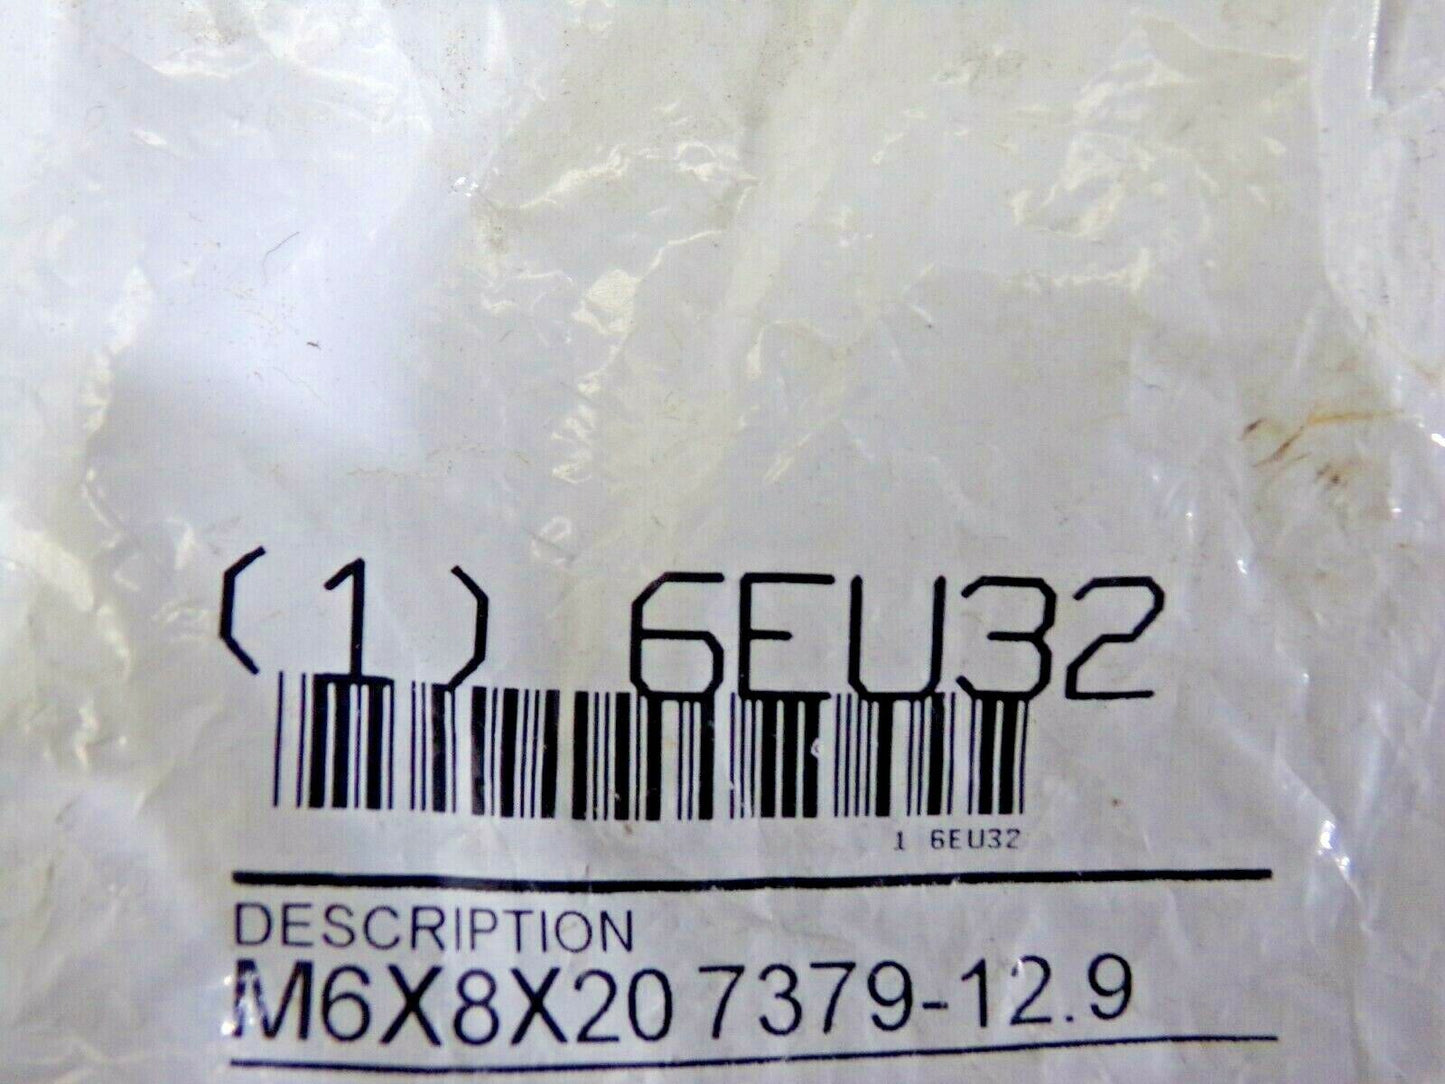 (1) 6EU32
1 6EU32
DESCRIPTION
M6X8X20 7379-12.9